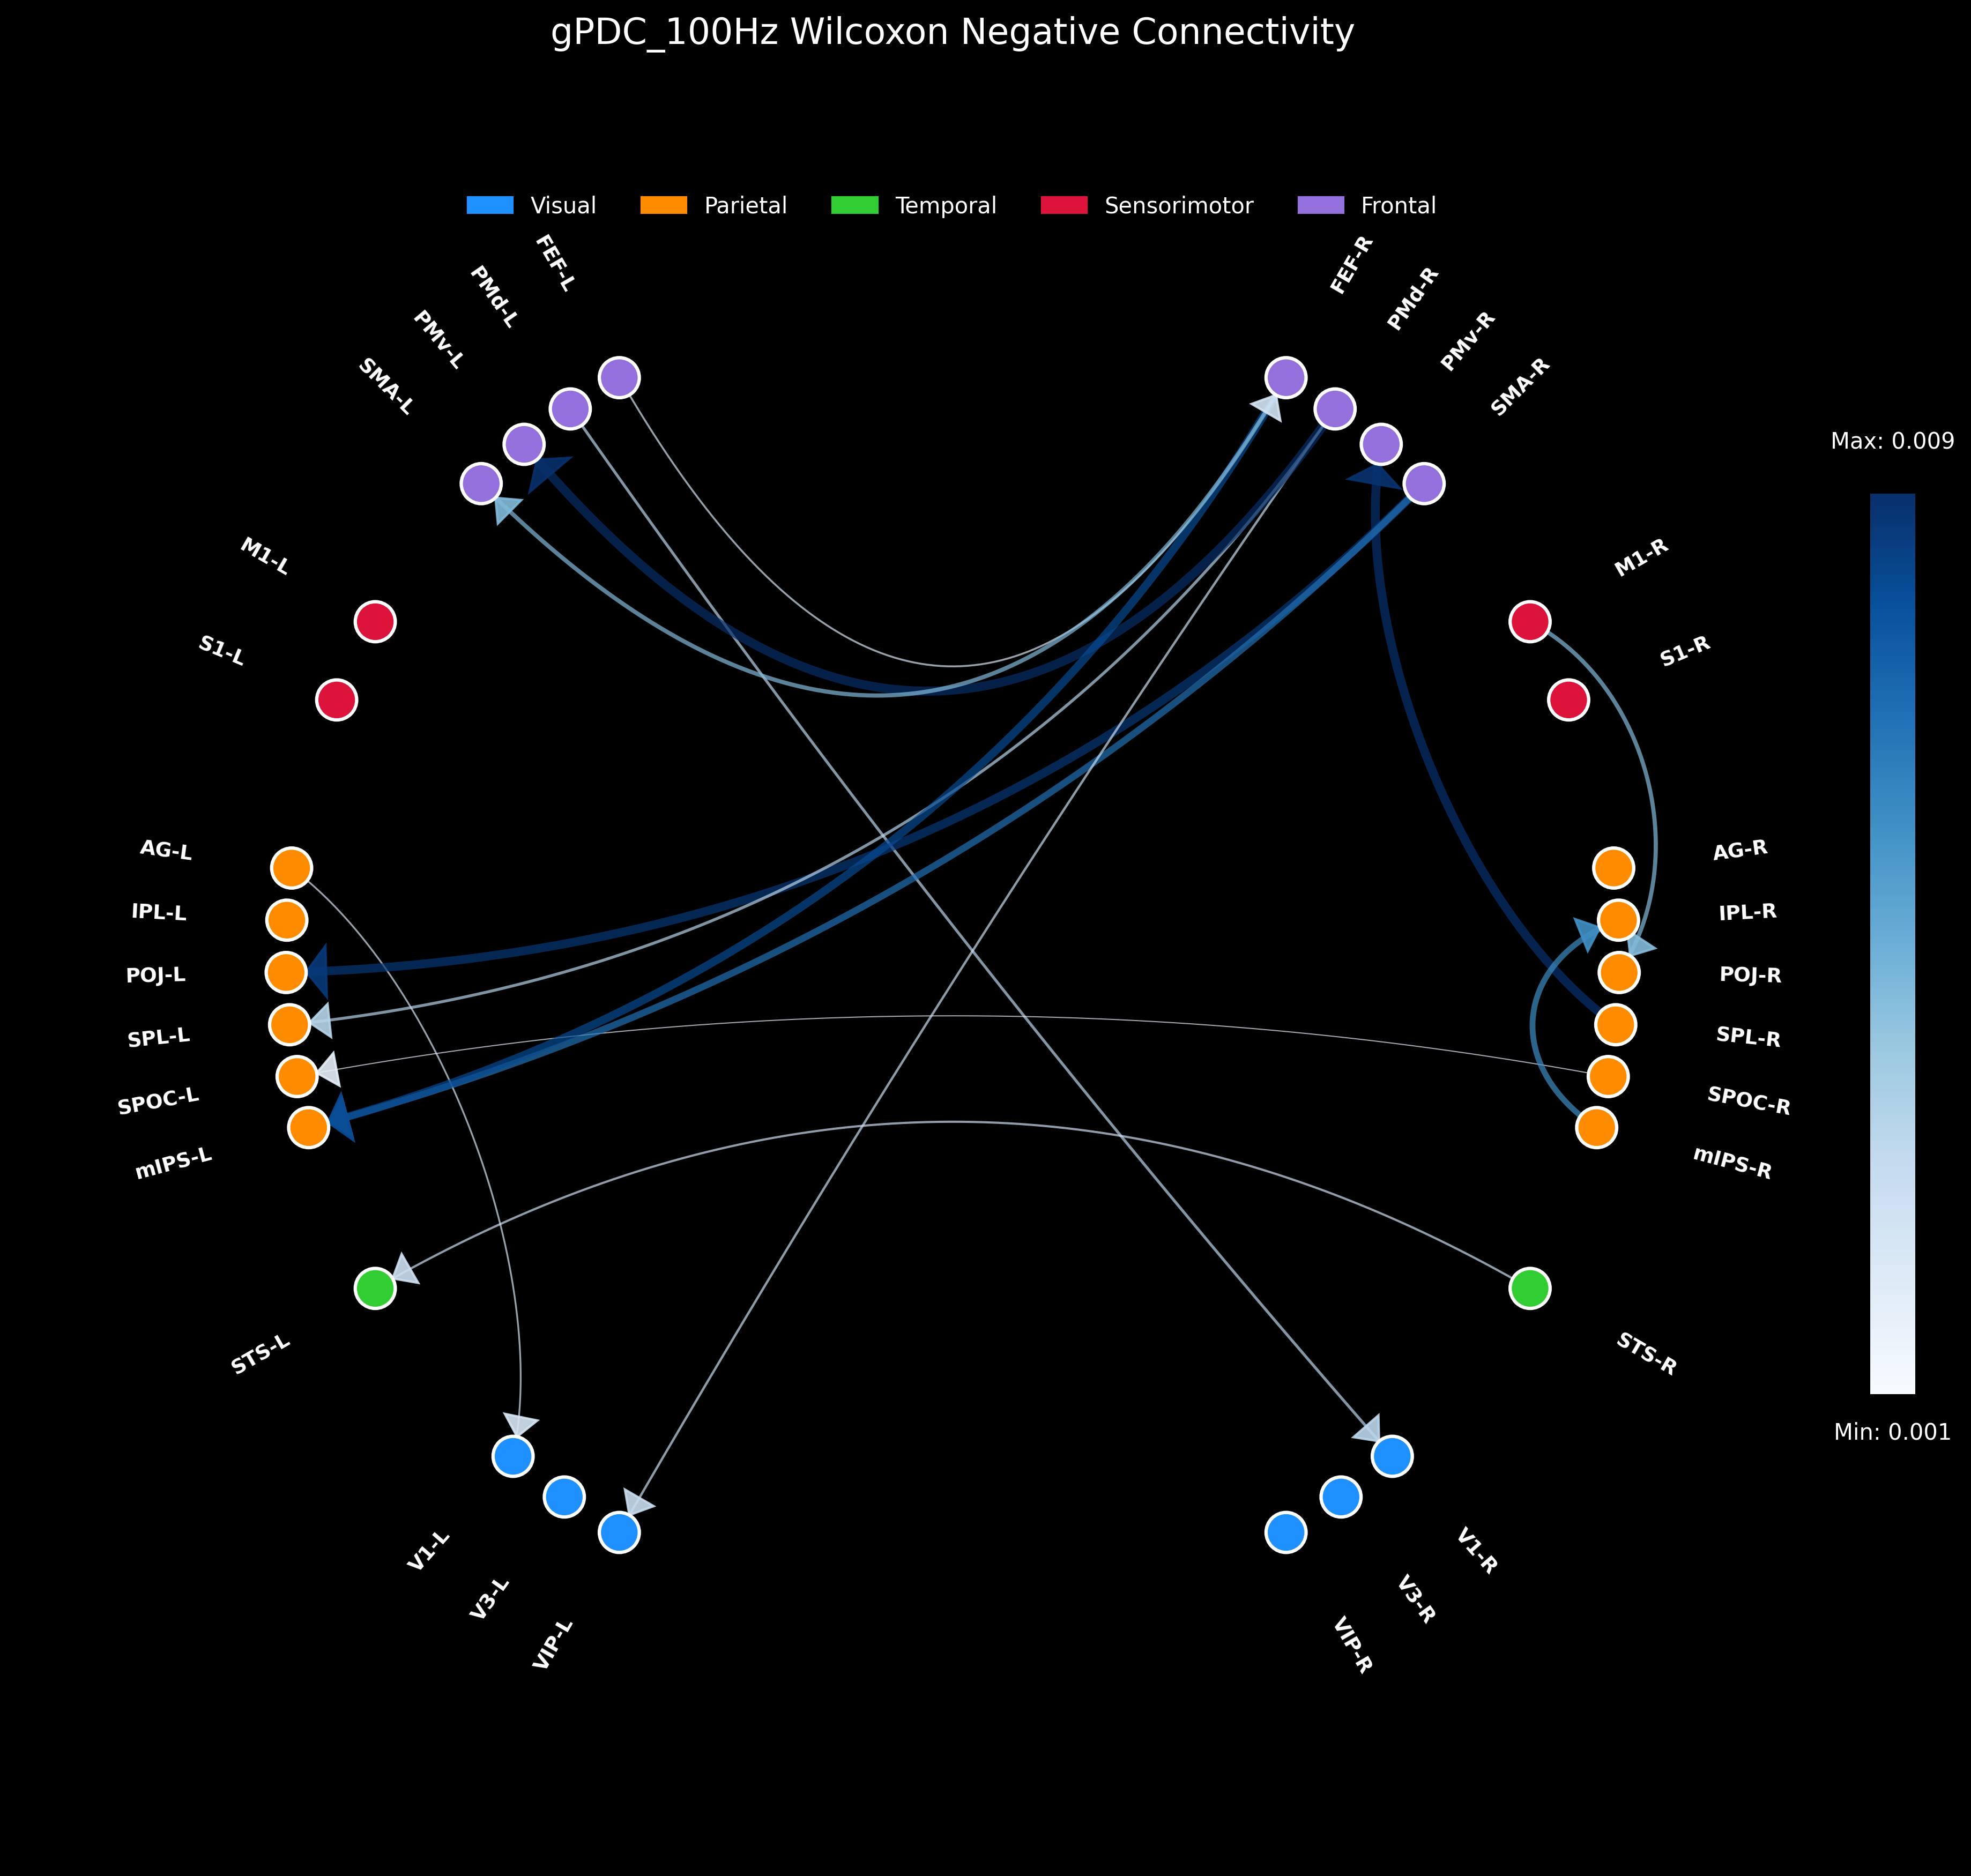 gPDC_100Hz Wilcoxon Negative Connectivity
Visual Parietal Temporal Sensorimotor Frontal
FEF-L
PMd-L
PMv-L
SMA-L
M1-L
S1-L
AG-L
IPL-L
POJ-L
SPL-L
SPOC-L
mIPS-L
STS-L
V1-L
V3-L
VIP-L
FEF-R
PMd-R
PMv-R
SMA-R
M1-R
S1-R
AG-R
IPL-R
POJ-R
SPL-R
SPOC-R
mIPS-R
STS-R
V1-R
V3-R
VIP-R
Max: 0.009
Min: 0.001